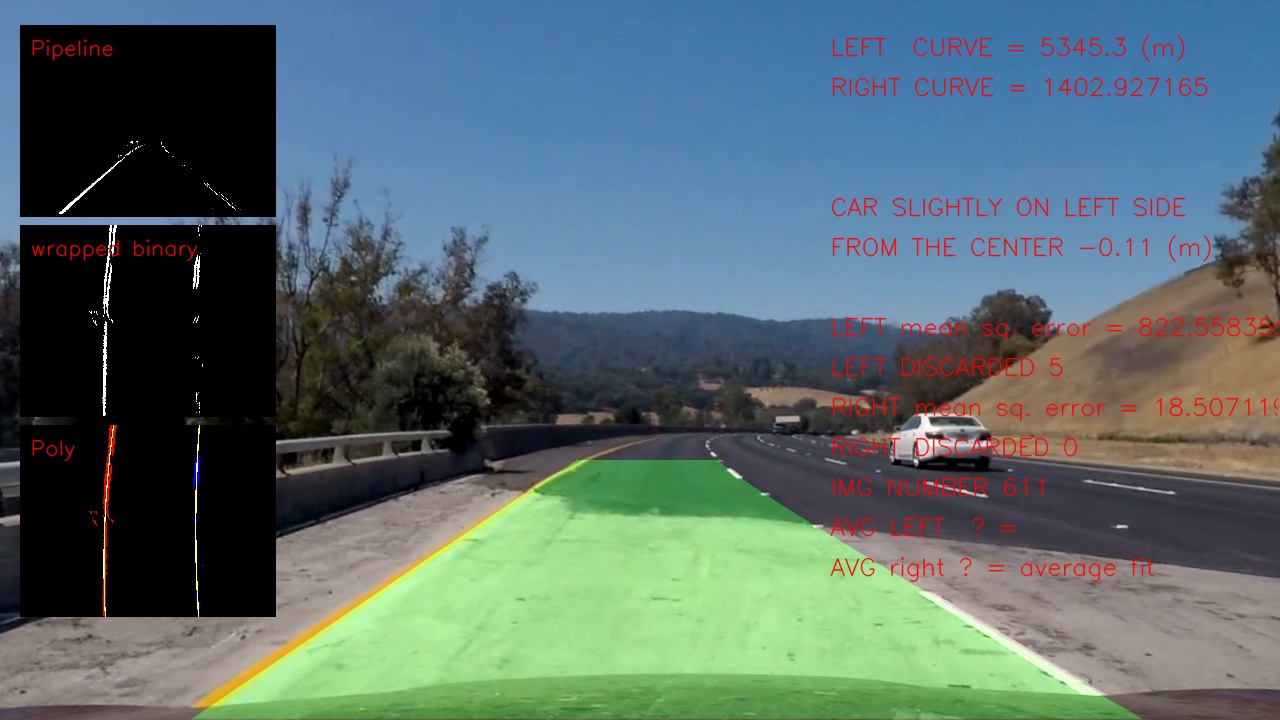 Pipeline
wrapped binary
Poly
LEFT CURVE = 5345.3 (m)
RIGHT CURVE = 1402.927165
CAR SLIGHTLY ON LEFT SIDE
FROM THE CENTER -0.11 (m)
LEFT mean sq. error = 822.55835
LEFT DISCARDED 5
RIGHT mean sq. error = 18.507119
RIGHT DISCARDED 0
IMG NUMBER 611
AVG LEFT ? =
AVG right ? = average fit